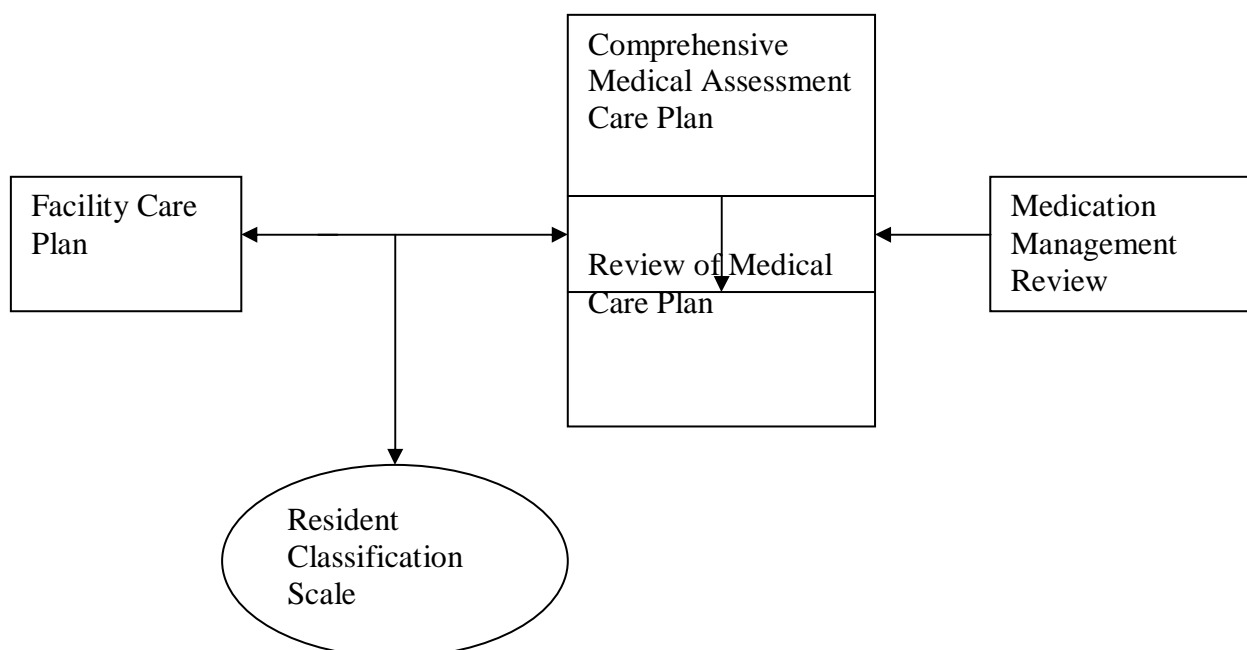 Comprehensive
Medical Assessment
Care Plan
Facility Care
Plan
Review of Medical
Care Plan
Medication
Management
Review
Resident
Classification
Scale